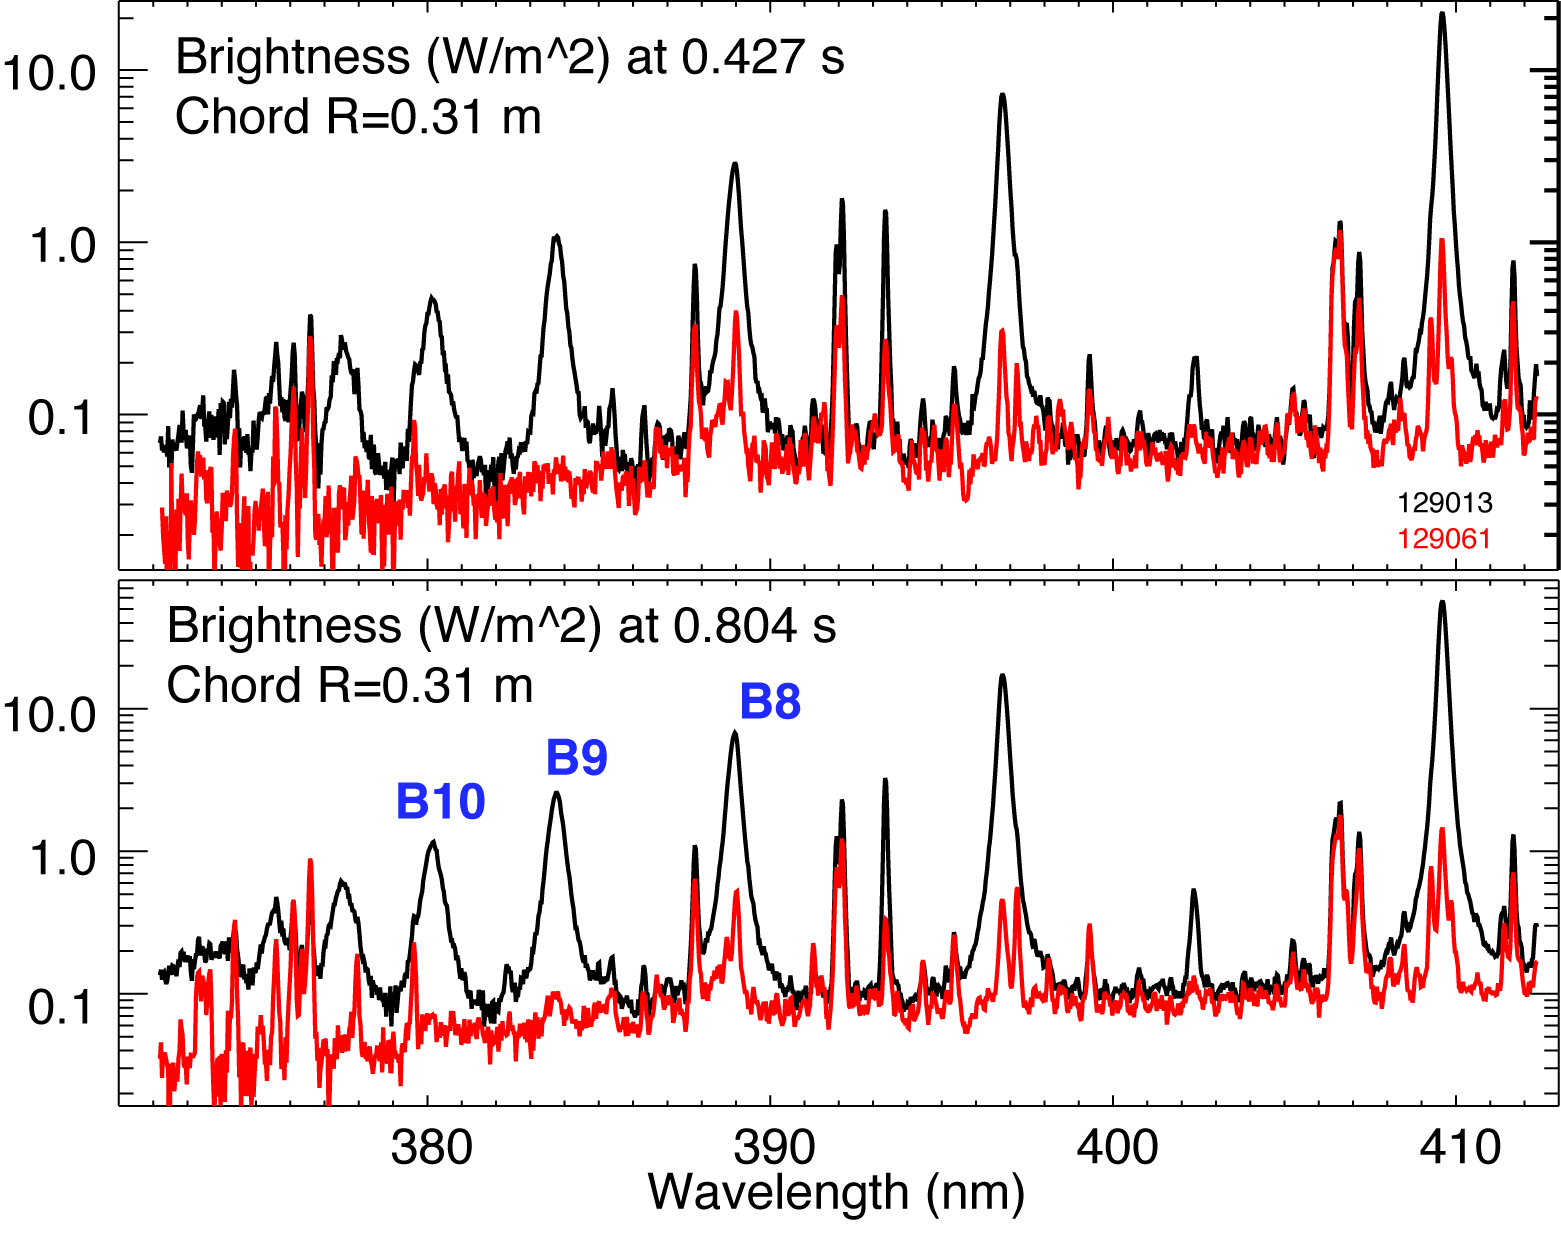 Brightness (W/m^2) at 0.427 s
Chord R=0.31 m
10.0
1.0
0.1
129013
129061
Brightness (W/m^2) at 0.804 s
Chord R=0.31 m
B8
B9
B10
10.0
1.0
0.1
380 390 400 410
Wavelength (nm)